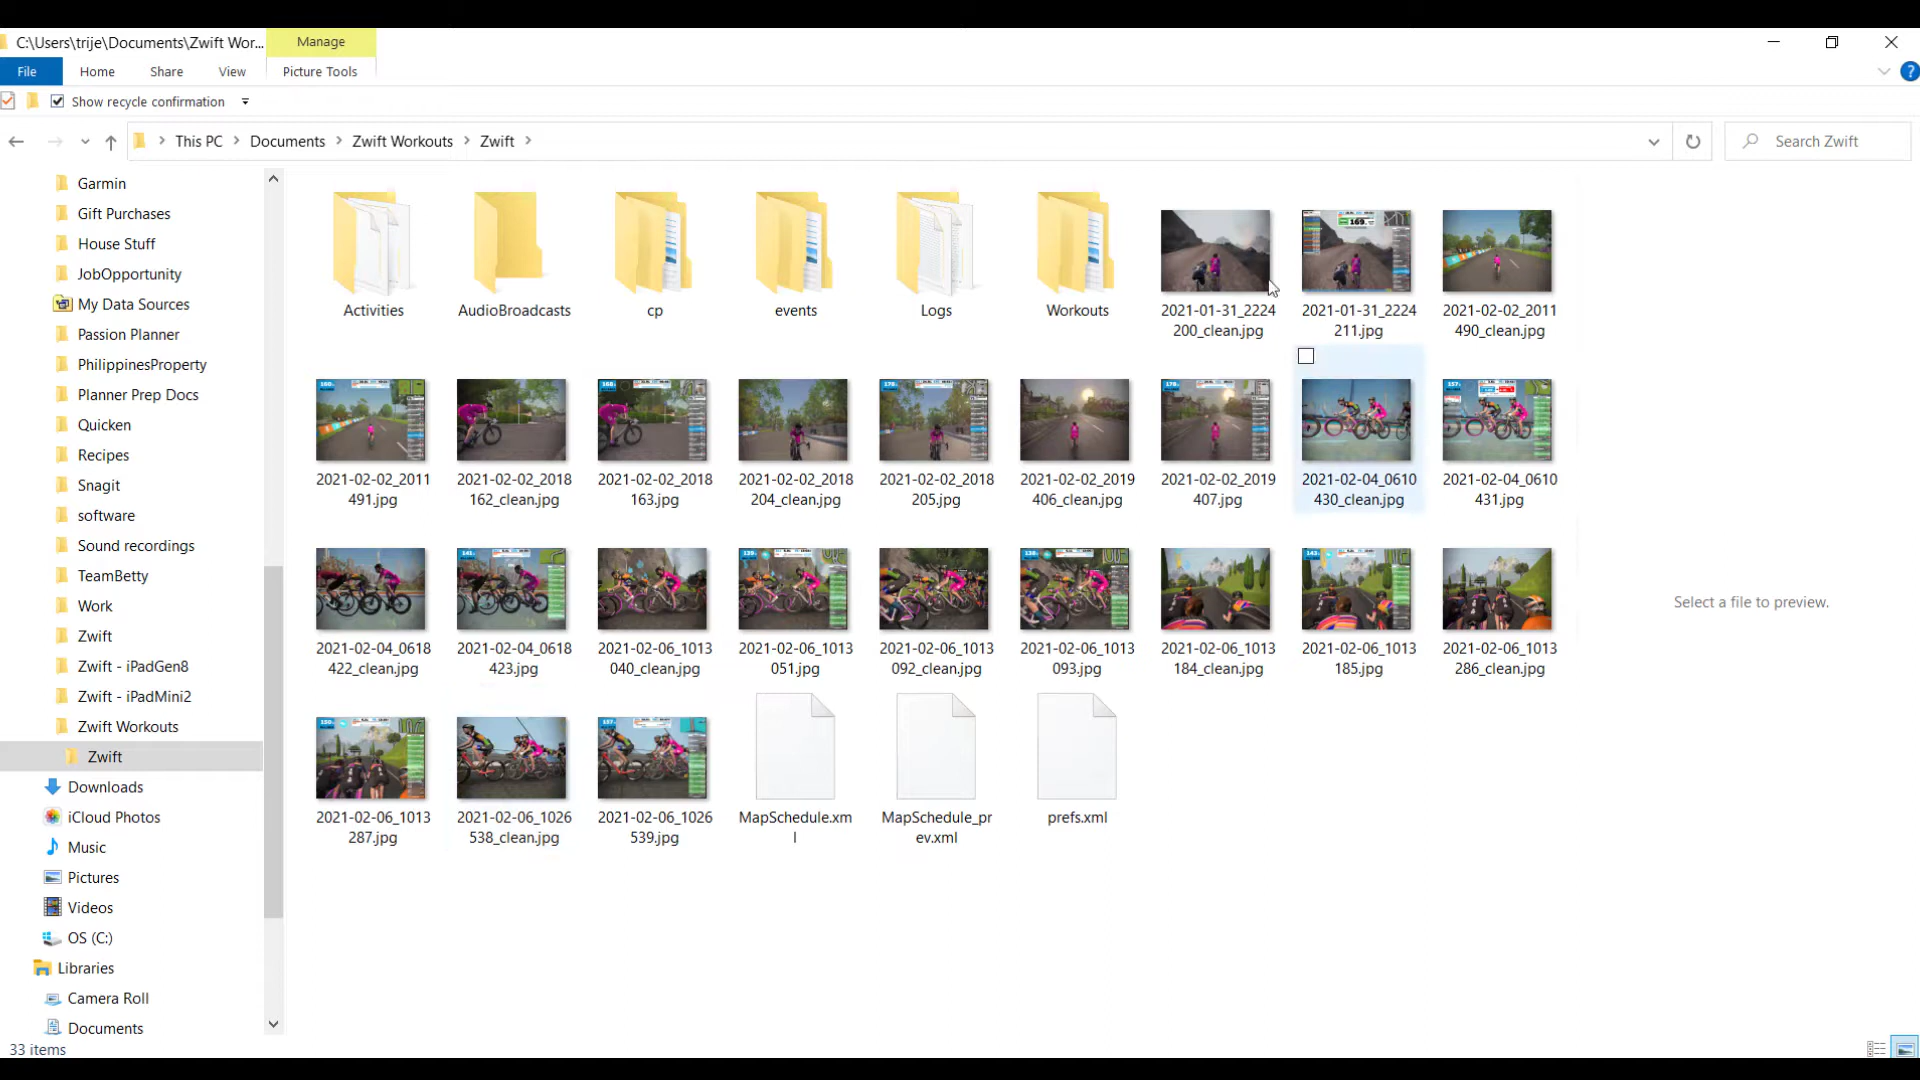 C:\Users\trije\Documents\Zwift Wor...
Manage
File
Home
Share
View
Picture Tools
?
Show recycle confirmation
This PC
Documents
Zwift Workouts
Zwift
Search Zwift
Garmin
Gift Purchases
House Stuff
JobOpportunity
My Data Sources
Passion Planner
PhilippinesProperty
Planner Prep Docs
Quicken
Recipes
Snagit
software
Sound recordings
TeamBetty
Work
Zwift
Zwift - iPadGen8
Zwift - iPadMini2
Zwift Workouts
Zwift
Downloads
iCloud Photos
Music
Pictures
Videos
OS (C:)
Libraries
Camera Roll
Documents
Activities
AudioBroadcasts
cp
events
Logs
Workouts
169
2021-01-31_2224
200_clean.jpg
2021-01-31_2224
211.jpg
2021-02-02_2011
490_clean.jpg
2021-02-02_2011
491.jpg
2021-02-02_2018
162_clean.jpg
2021-02-02_2018
163.jpg
2021-02-02_2018
204_clean.jpg
2021-02-02_2018
205.jpg
2021-02-02_2019
406_clean.jpg
2021-02-02_2019
407.jpg
2021-02-04_0610
430_clean.jpg
2021-02-04_0610
431.jpg
2021-02-04_0618
422_clean.jpg
2021-02-04_0618
423.jpg
2021-02-06_1013
040_clean.jpg
2021-02-06_1013
051.jpg
2021-02-06_1013
092_clean.jpg
2021-02-06_1013
093.jpg
2021-02-06_1013
184_clean.jpg
2021-02-06_1013
185.jpg
2021-02-06_1013
286_clean.jpg
2021-02-06_1013
287.jpg
2021-02-06_1026
538_clean.jpg
2021-02-06_1026
539.jpg
MapSchedule.xm
l
MapSchedule_pr
ev.xml
prefs.xml
Select a file to preview.
33 items